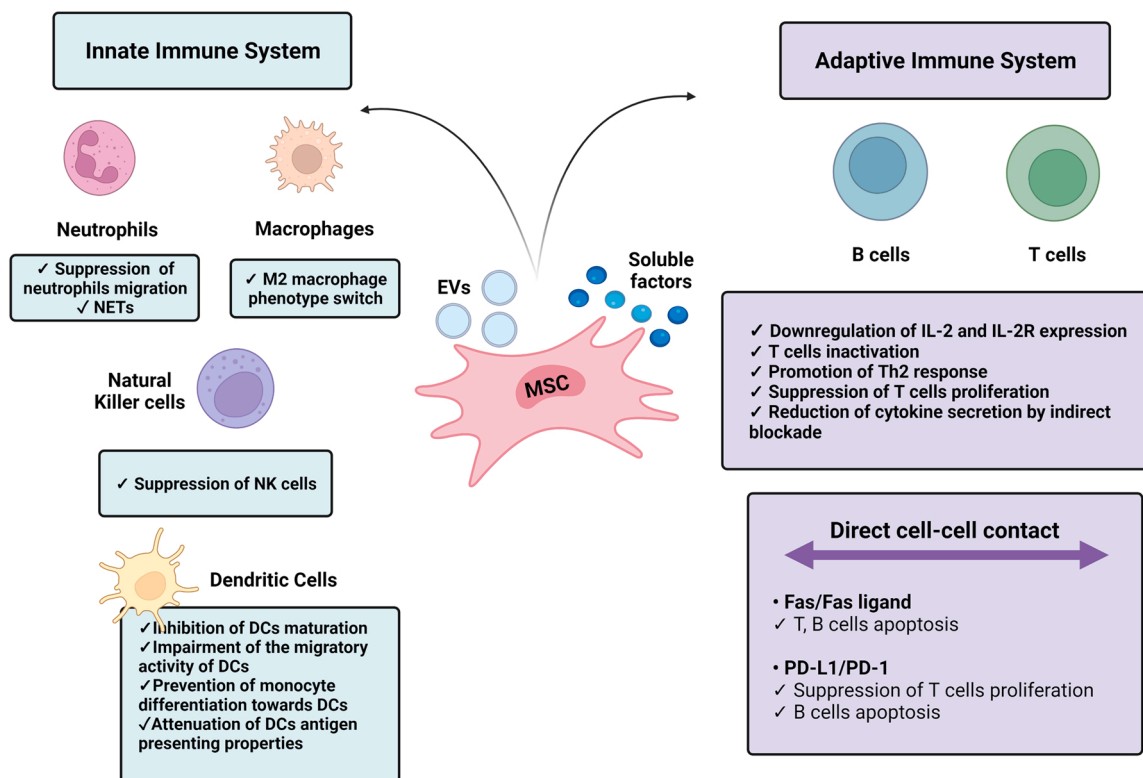 Innate Immune System
Neutrophils
✓ Suppression of
neutrophils migration
✓ NETs
Macrophages
✓ M2 macrophage
phenotype switch
Natural
Killer cells
✓ Suppression of NK cells
Dendritic Cells
✓Inhibition of DCs maturation
✓Impairment of the migratory
activity of DCs
✓Prevention of monocyte
differentiation towards DCs
✓Attenuation of DCs antigen
presenting properties
EVs
Soluble
factors
MSC
Adaptive Immune System
B cells
T cells
✓ Downregulation of IL-2 and IL-2R expression
✓ T cells inactivation
✓ Promotion of Th2 response
✓ Suppression of T cells proliferation
✓ Reduction of cytokine secretion by indirect
blockade
Direct cell-cell contact
• Fas/Fas ligand
✓ T, B cells apoptosis
• PD-L1/PD-1
✓ Suppression of T cells proliferation
✓ B cells apoptosis